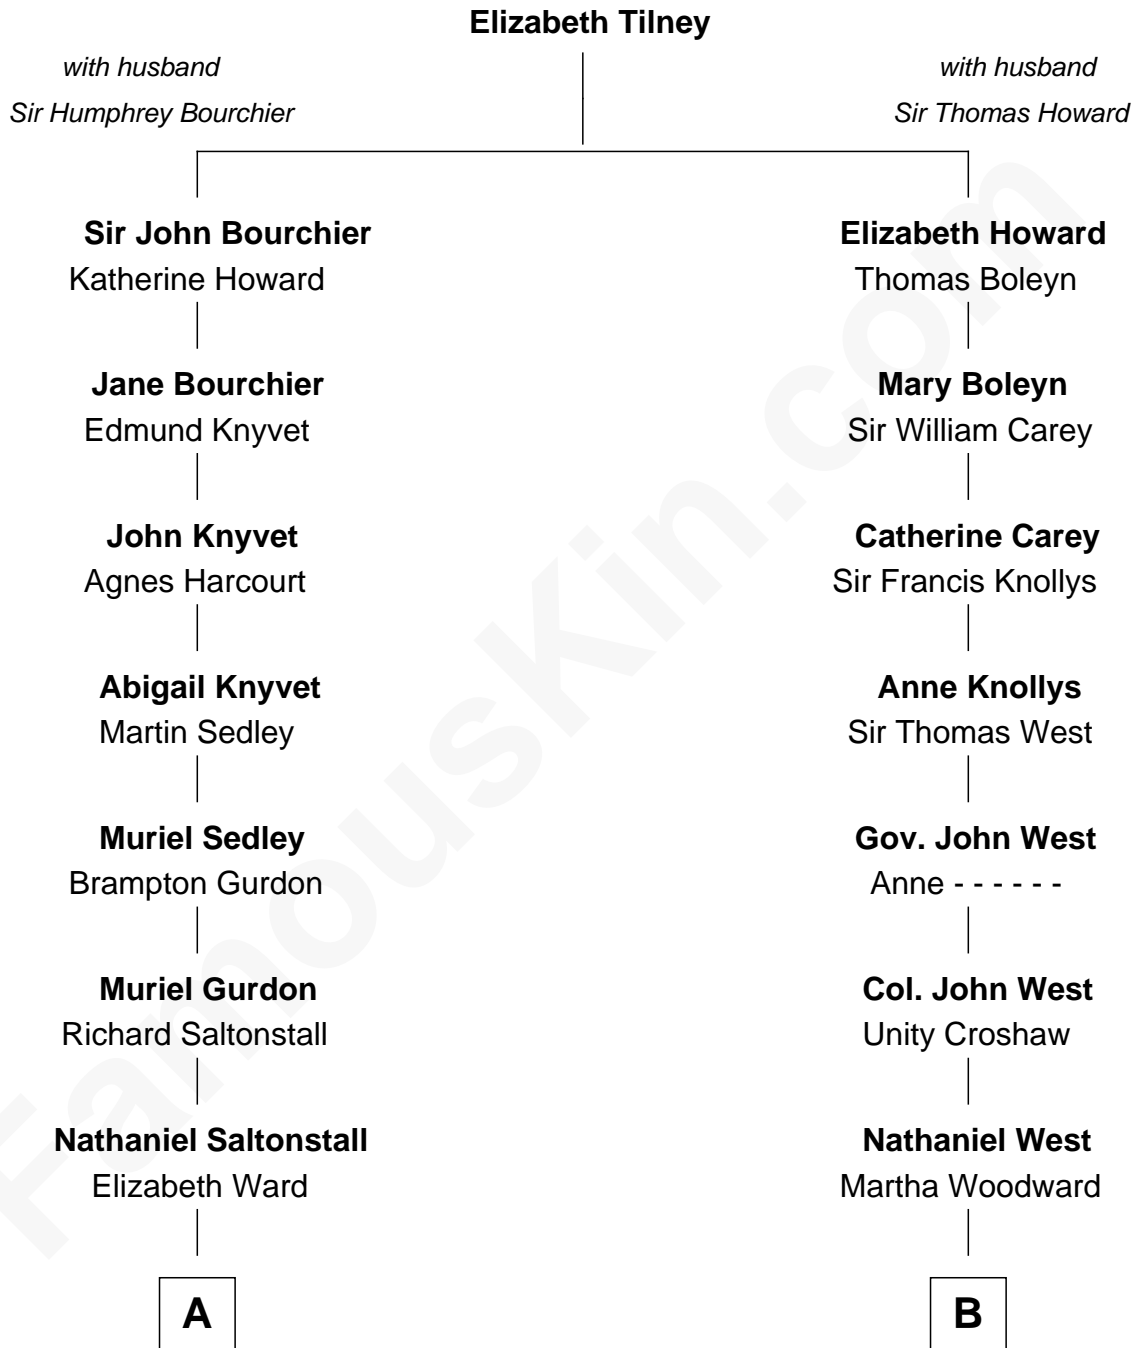 Elizabeth Tilney
with husband
Sir Humphrey Bourchier
with husband
Sir Thomas Howard
Sir John Bourchier
Katherine Howard
Elizabeth Howard
Thomas Boleyn
Jane Bourchier
Edmund Knyvet
Mary Boleyn
Sir William Carey
John Knyvet
Agnes Harcourt
Catherine Carey
Sir Francis Knollys
Abigail Knyvet
Martin Sedley
Anne Knollys
Sir Thomas West
Muriel Sedley
Brampton Gurdon
Gov. John West
Anne - - - - - -
Muriel Gurdon
Richard Saltonstall
Col. John West
Unity Croshaw
Nathaniel Saltonstall
Elizabeth Ward
Nathaniel West
Martha Woodward
A
B
FamousKin.com